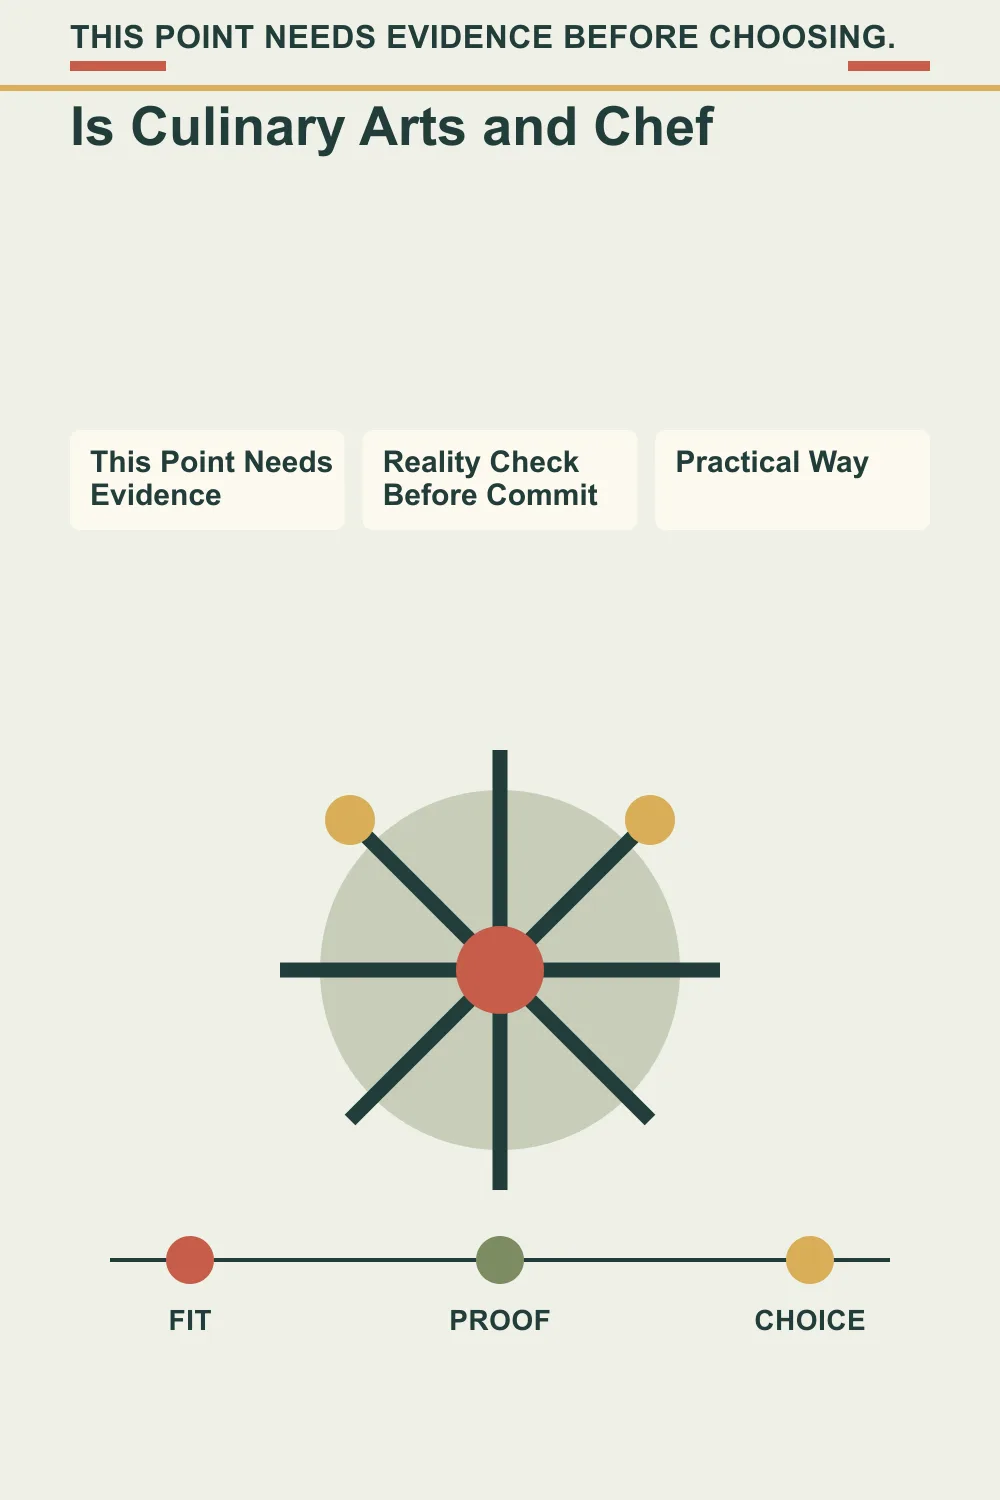 THIS POINT NEEDS EVIDENCE BEFORE CHOOSING.
Is Culinary Arts and Chef
This Point Needs
Evidence
Reality Check
Before Commit
Practical Way
FIT
PROOF
CHOICE